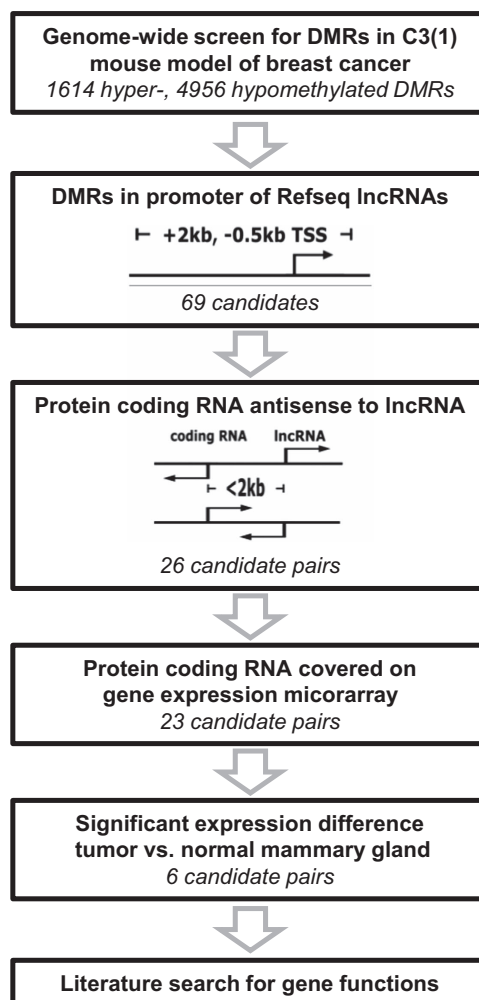 Genome-wide screen for DMRs in C3(1)
mouse model of breast cancer
1614 hyper-, 4956 hypomethylated DMRs
DMRs in promoter of Refseq lncRNAs
+2kb, -0.5kb TSS
69 candidates
Protein coding RNA antisense to lncRNA
coding RNA lncRNA
<2kb
26 candidate pairs
Protein coding RNA covered on
gene expression micorarray
23 candidate pairs
Significant expression difference
tumor vs. normal mammary gland
6 candidate pairs
Literature search for gene functions